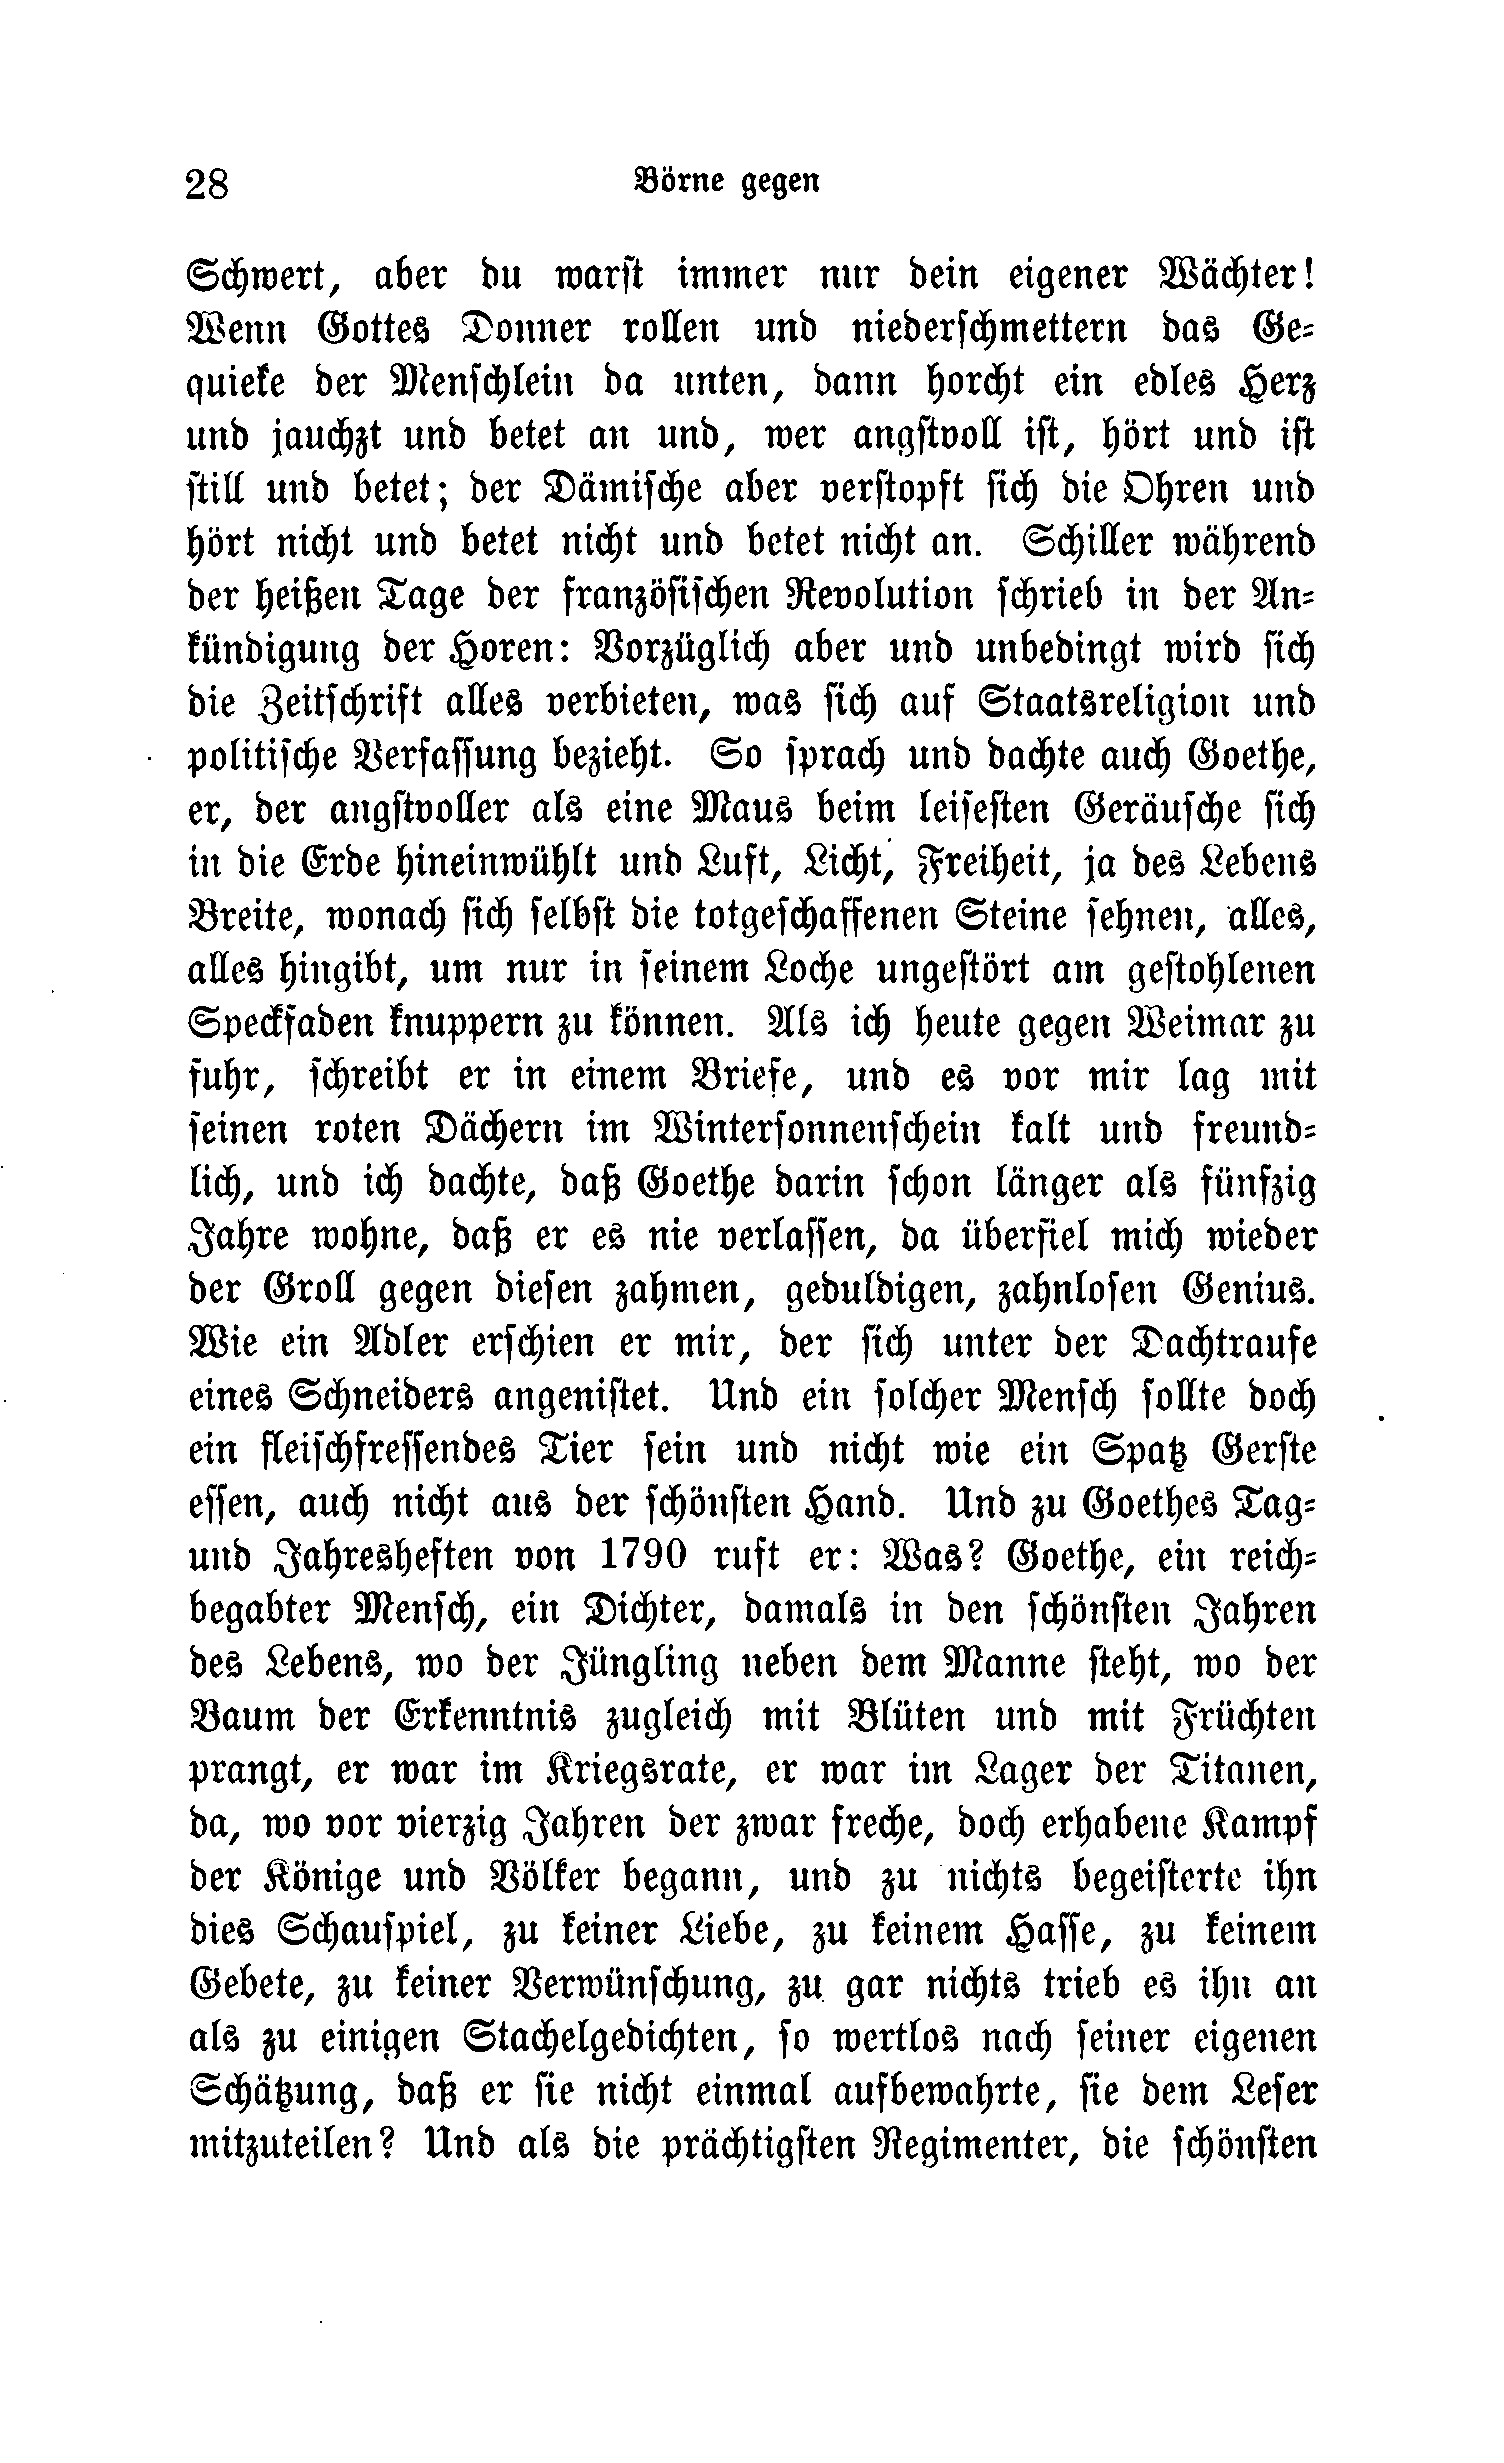 28 Börne gegen
Schwert, aber du warſt immer nur dein eigener Wächter!
Wenn Gottes Donner rollen und niederſchmettern das Ge⸗
quieke der Menſchlein da unten, dann horcht ein edles Herz
und jauchzt und betet an und, wer angſtvoll iſt, hört und iſt
ſtill und betet; der Dämiſche aber verſtopft ſich die Ohren und
hört nicht und betet nicht und betet nicht an. Schiller während
der heißen Tage der franzöſiſchen Revolution ſchrieb in der An⸗
kündigung der Horen: Vorzüglich aber und unbedingt wird ſich
die Zeitſchrift alles verbieten, was ſich auf Staatsreligion und
politiſche Verfaſſung bezieht. So ſprach und dachte auch Goethe,
er, der angſtvoller als eine Maus beim leiſeſten Geräuſche ſich
in die Erde hineinwühlt und Luft, Licht, Freiheit, ja des Lebens
Breite, wonach ſich ſelbſt die totgeſchaffenen Steine ſehnen, alles,
alles hingibt, um nur in ſeinem Loche ungeſtört am geſtohlenen
Speckfaden knuppern zu können. Als ich heute gegen Weimar zu
fuhr, ſchreibt er in einem Briefe, und es vor mir lag mit
ſeinen roten Dächern im Winterſonnenſchein kalt und freund⸗
lich, und ich dachte, daß Goethe darin ſchon länger als fünfzig
Jahre wohne, daß er es nie verlaſſen, da überfiel mich wieder
der Groll gegen dieſen zahmen, geduldigen, zahnloſen Genius.
Wie ein Adler erſchien er mir, der ſich unter der Dachtraufe
eines Schneiders angeniſtet. Und ein ſolcher Menſch ſollte doch
ein fleiſchfreſſendes Tier ſein und nicht wie ein Spatz Gerſte
eſſen, auch nicht aus der ſchönſten Hand. Und zu Goethes Tag⸗
und Jahresheften von 1790 ruft er: Was? Goethe, ein reich⸗
begabter Menſch, ein Dichter, damals in den ſchönſten Jahren
des Lebens, wo der Jüngling neben dem Manne ſteht, wo der
Baum der Erkenntnis zugleich mit Blüten und mit Früchten
prangt, er war im Kriegsrate, er war im Lager der Titanen,
da, wo vor vierzig Jahren der zwar freche, doch erhabene Kampf
der Könige und Völker begann, und zu nichts begeiſterte ihn
dies Schauſpiel, zu keiner Liebe, zu keinem Haſſe, zu keinem
Gebete, zu keiner Verwünſchung, zu gar nichts trieb es ihn an
als zu einigen Stachelgedichten, ſo wertlos nach ſeiner eigenen
Schätzung, daß er ſie nicht einmal aufbewahrte, ſie dem Leſer
mitzuteilen? Und als die prächtigſten Regimenter, die ſchönſten